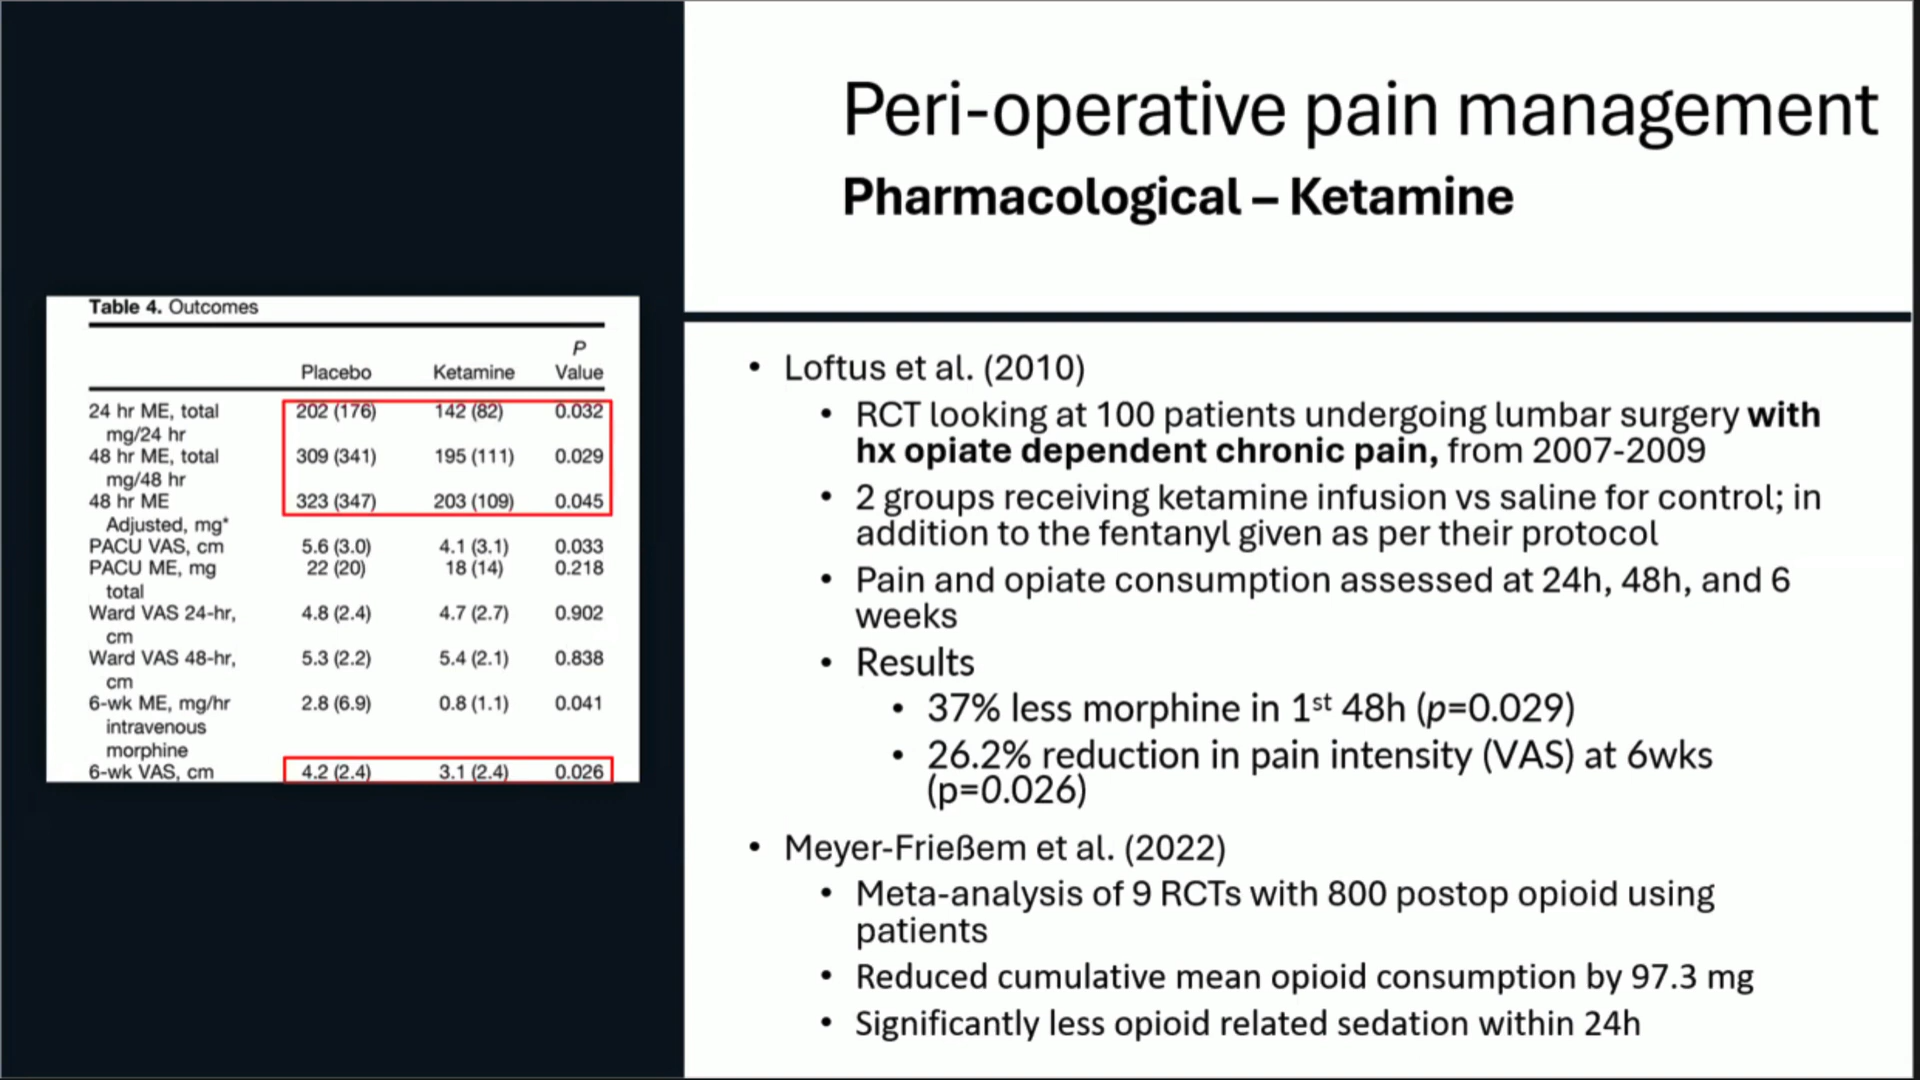 Peri-operative pain management
Pharmacological – Ketamine
Table 4. Outcomes
P
Placebo Ketamine Value
24 hr ME, total 202 (176) 142 (82) 0.032
mg/24 hr
48 hr ME, total 309 (341) 195 (111) 0.029
mg/48 hr
48 hr ME 323 (347) 203 (109) 0.045
Adjusted, mg*
PACU VAS, cm 5.6 (3.0) 4.1 (3.1) 0.033
PACU ME, mg 22 (20) 18 (14) 0.218
total
Ward VAS 24-hr, 4.8 (2.4) 4.7 (2.7) 0.902
cm
Ward VAS 48-hr, 5.3 (2.2) 5.4 (2.1) 0.838
cm
6-wk ME, mg/hr 2.8 (6.9) 0.8 (1.1) 0.041
intravenous
morphine
6-wk VAS, cm 4.2 (2.4) 3.1 (2.4) 0.026
• Loftus et al. (2010)
• RCT looking at 100 patients undergoing lumbar surgery with
hx opiate dependent chronic pain, from 2007-2009
• 2 groups receiving ketamine infusion vs saline for control; in
addition to the fentanyl given as per their protocol
• Pain and opiate consumption assessed at 24h, 48h, and 6
weeks
• Results
• 37% less morphine in 1st 48h (p=0.029)
• 26.2% reduction in pain intensity (VAS) at 6wks
(p=0.026)
• Meyer-Frießem et al. (2022)
• Meta-analysis of 9 RCTs with 800 postop opioid using
patients
• Reduced cumulative mean opioid consumption by 97.3 mg
• Significantly less opioid related sedation within 24h